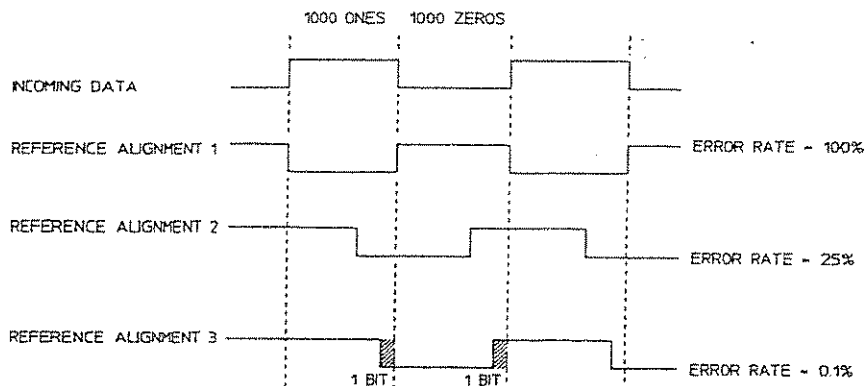 1000 ONES 1000 ZEROS
INCOMING DATA
REFERENCE ALIGNMENT 1
ERROR RATE ~ 100%
REFERENCE ALIGNMENT 2
ERROR RATE ~ 25%
REFERENCE ALIGNMENT 3
1 BIT 1 BIT
ERROR RATE ~ 0.1%